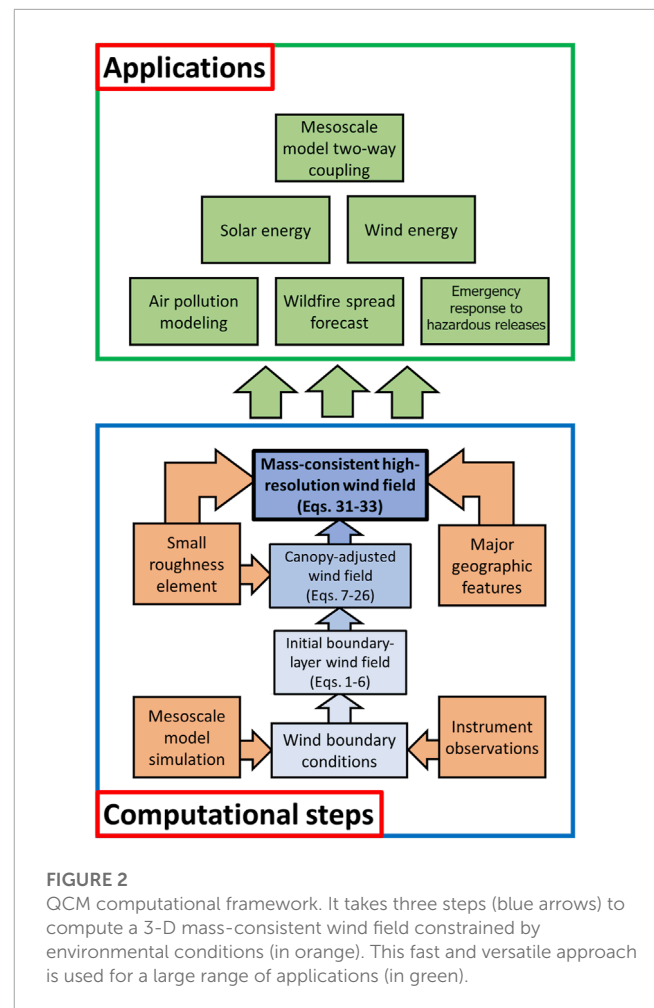 Applications
Mesoscale
model two-way
coupling
Solar energy
Wind energy
Air pollution
modeling
Wildfire spread
forecast
Emergency
response to
hazardous releases
Mass-consistent high-
resolution wind field
(Eqs. 31-33)
Small
roughness
element
Canopy-adjusted
wind field
(Eqs. 7-26)
Major
geographic
features
Initial boundary-
layer wind field
(Eqs. 1-6)
Mesoscale
model
simulation
Wind boundary
conditions
Instrument
observations
Computational steps
FIGURE 2
QCM computational framework. It takes three steps (blue arrows) to
compute a 3-D mass-consistent wind field constrained by
environmental conditions (in orange). This fast and versatile approach
is used for a large range of applications (in green).